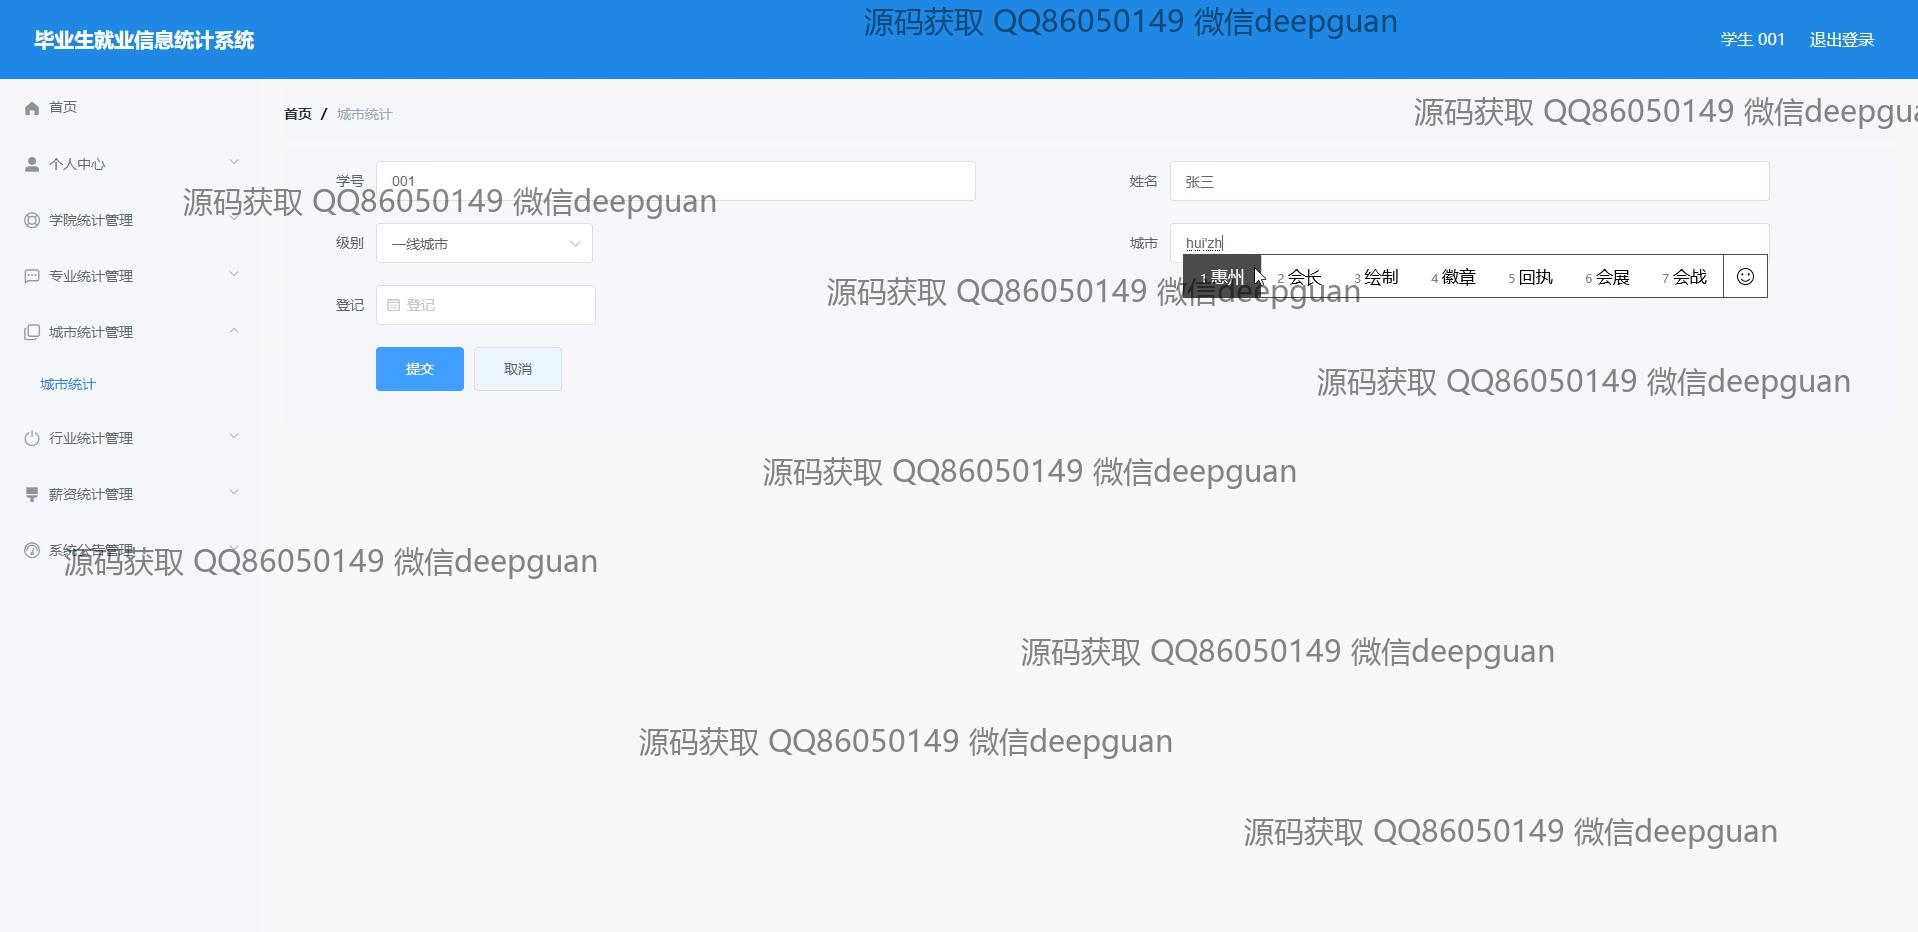 毕业生就业信息统计系统
源码获取 QQ86050149 微信deepguan
学生 001 退出登录
首页
首页 / 城市统计
源码获取 QQ86050149 微信deepgua
个人中心
学号 001
姓名 张三
源码获取 QQ86050149 微信deepguan
学院统计管理
级别 一线城市
城市 hui'zh
专业统计管理
1 惠州 2 会长 3 绘制 4 徽章 5 回执 6 会展 7 会战
源码获取 QQ86050149 微信deepguan
登记 登记
城市统计管理
提交 取消
城市统计
源码获取 QQ86050149 微信deepguan
行业统计管理
源码获取 QQ86050149 微信deepguan
薪资统计管理
系统公告管理
源码获取 QQ86050149 微信deepguan
源码获取 QQ86050149 微信deepguan
源码获取 QQ86050149 微信deepguan
源码获取 QQ86050149 微信deepguan